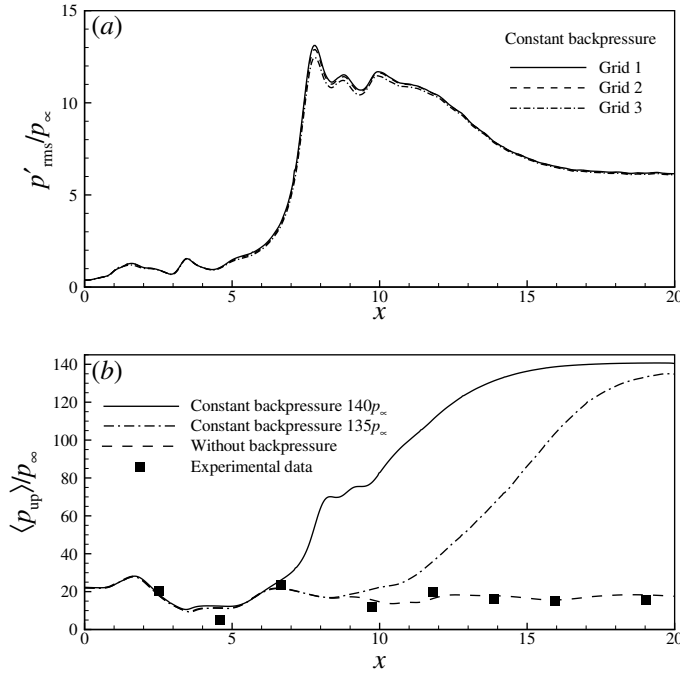 (a)
15
10
5
0
p′rms/p∞
Constant backpressure
Grid 1
Grid 2
Grid 3
0 5 10 15 20
x
(b)
140
120
100
80
60
40
20
0
⟨pup⟩/p∞
Constant backpressure 140p∞
Constant backpressure 135p∞
Without backpressure
Experimental data
0 5 10 15 20
x